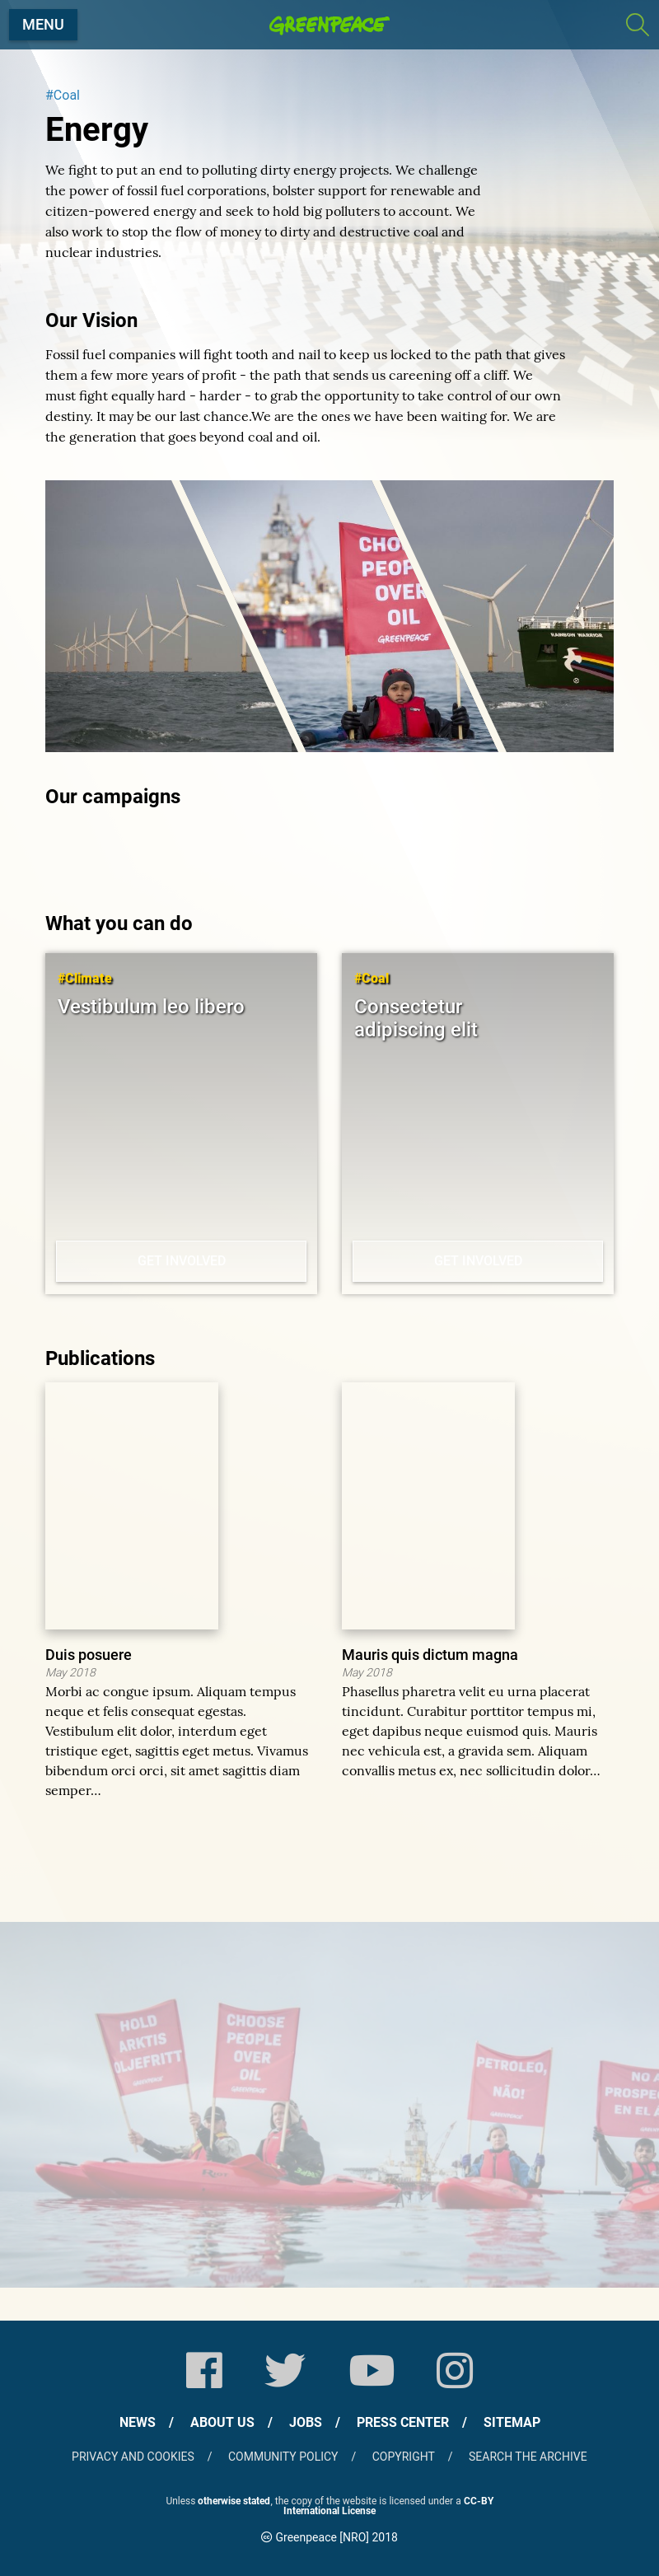 MENU
GREENPEACE
#Coal
Energy
We fight to put an end to polluting dirty energy projects. We challenge
the power of fossil fuel corporations, bolster support for renewable and
citizen-powered energy and seek to hold big polluters to account. We
also work to stop the flow of money to dirty and destructive coal and
nuclear industries.
Our Vision
Fossil fuel companies will fight tooth and nail to keep us locked to the path that gives
them a few more years of profit - the path that sends us careening off a cliff. We
must fight equally hard - harder - to grab the opportunity to take control of our own
destiny. It may be our last chance.We are the ones we have been waiting for. We are
the generation that goes beyond coal and oil.
CHO
PEOP
OVER
OIL
GREENPEACE
RAINBOW WARRIOR
Our campaigns
What you can do
#Climate
Vestibulum leo libero
GET INVOLVED
#Coal
Consectetur
adipiscing elit
GET INVOLVED
Publications
Duis posuere
May 2018
Morbi ac congue ipsum. Aliquam tempus
neque et felis consequat egestas.
Vestibulum elit dolor, interdum eget
tristique eget, sagittis eget metus. Vivamus
bibendum orci orci, sit amet sagittis diam
semper...
Mauris quis dictum magna
May 2018
Phasellus pharetra velit eu urna placerat
tincidunt. Curabitur porttitor tempus mi,
eget dapibus neque euismod quis. Mauris
nec vehicula est, a gravida sem. Aliquam
convallis metus ex, nec sollicitudin dolor...
HOLD
ARKTIS
OLJEFRITT
CHOOSE
PEOPLE
OVER
OIL
PETROLEO,
NÃO!
NO A
PROSPEC
EN EL Á
NEWS / ABOUT US / JOBS / PRESS CENTER / SITEMAP
PRIVACY AND COOKIES / COMMUNITY POLICY / COPYRIGHT / SEARCH THE ARCHIVE
Unless otherwise stated, the copy of the website is licensed under a CC-BY
International License
Greenpeace [NRO] 2018